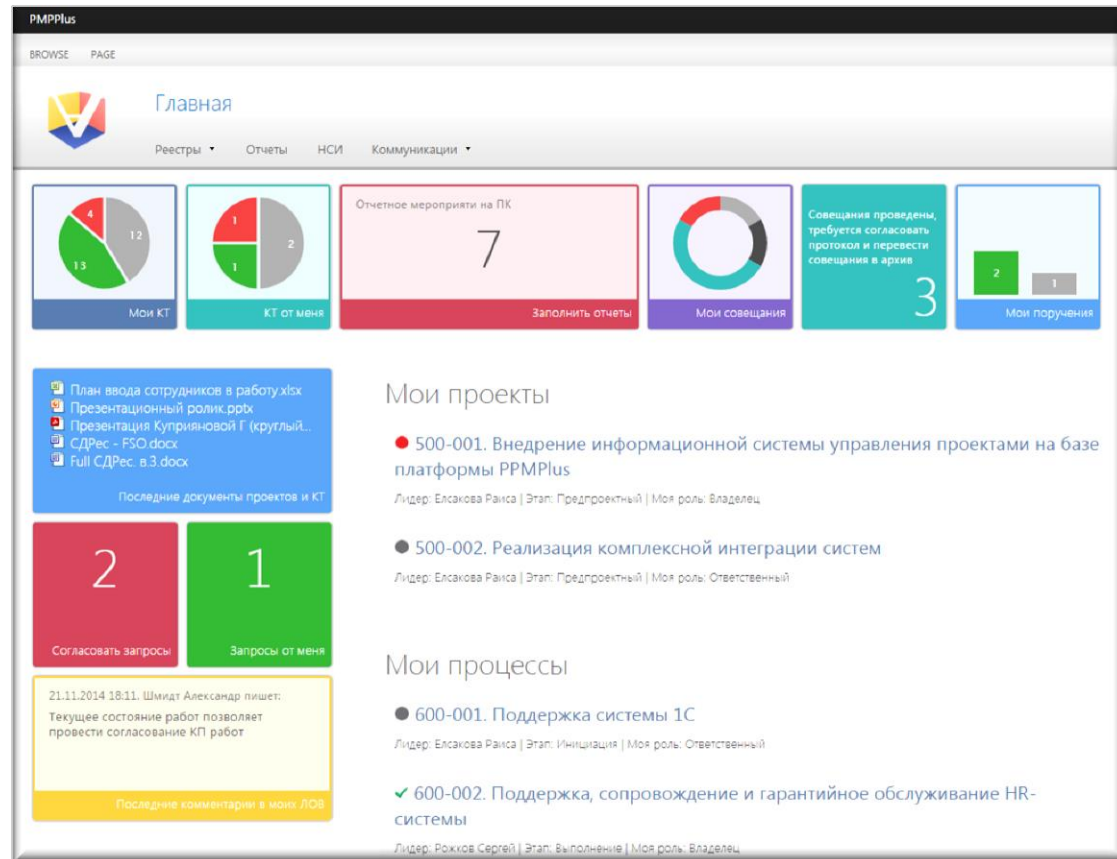 PMPPlus
BROWSE PAGE
Главная
Реестры Отчеты НСИ Коммуникации
4
12
13
Мои КТ
1
2
1
КТ от меня
Отчетное мероприяти на ПК
7
Заполнить отчеты
Мои совещания
Совещания проведены,
требуется согласовать
протокол и перевести
совещания в архив
3
2
1
Мои поручения
План ввода сотрудников в работу.xlsx
Презентационный ролик.pptx
Презентация Куприяновой Г (круглый...
СДРес - FSO.docx
Full СДРес. в.3.docx
Последние документы проектов и КТ
2
Согласовать запросы
1
Запросы от меня
21.11.2014 18:11. Шмидт Александр пишет:
Текущее состояние работ позволяет
провести согласование КП работ
Последние комментарии в моих ЛОВ
Мои проекты
500-001. Внедрение информационной системы управления проектами на базе
платформы PPMPlus
Лидер: Елсакова Раиса | Этап: Предпроектный | Моя роль: Владелец
500-002. Реализация комплексной интеграции систем
Лидер: Елсакова Раиса | Этап: Предпроектный | Моя роль: Ответственный
Мои процессы
600-001. Поддержка системы 1С
Лидер: Елсакова Раиса | Этап: Инициация | Моя роль: Ответственный
600-002. Поддержка, сопровождение и гарантийное обслуживание HR-
системы
Лидер: Рожков Сергей | Этап: Выполнение | Моя роль: Владелец